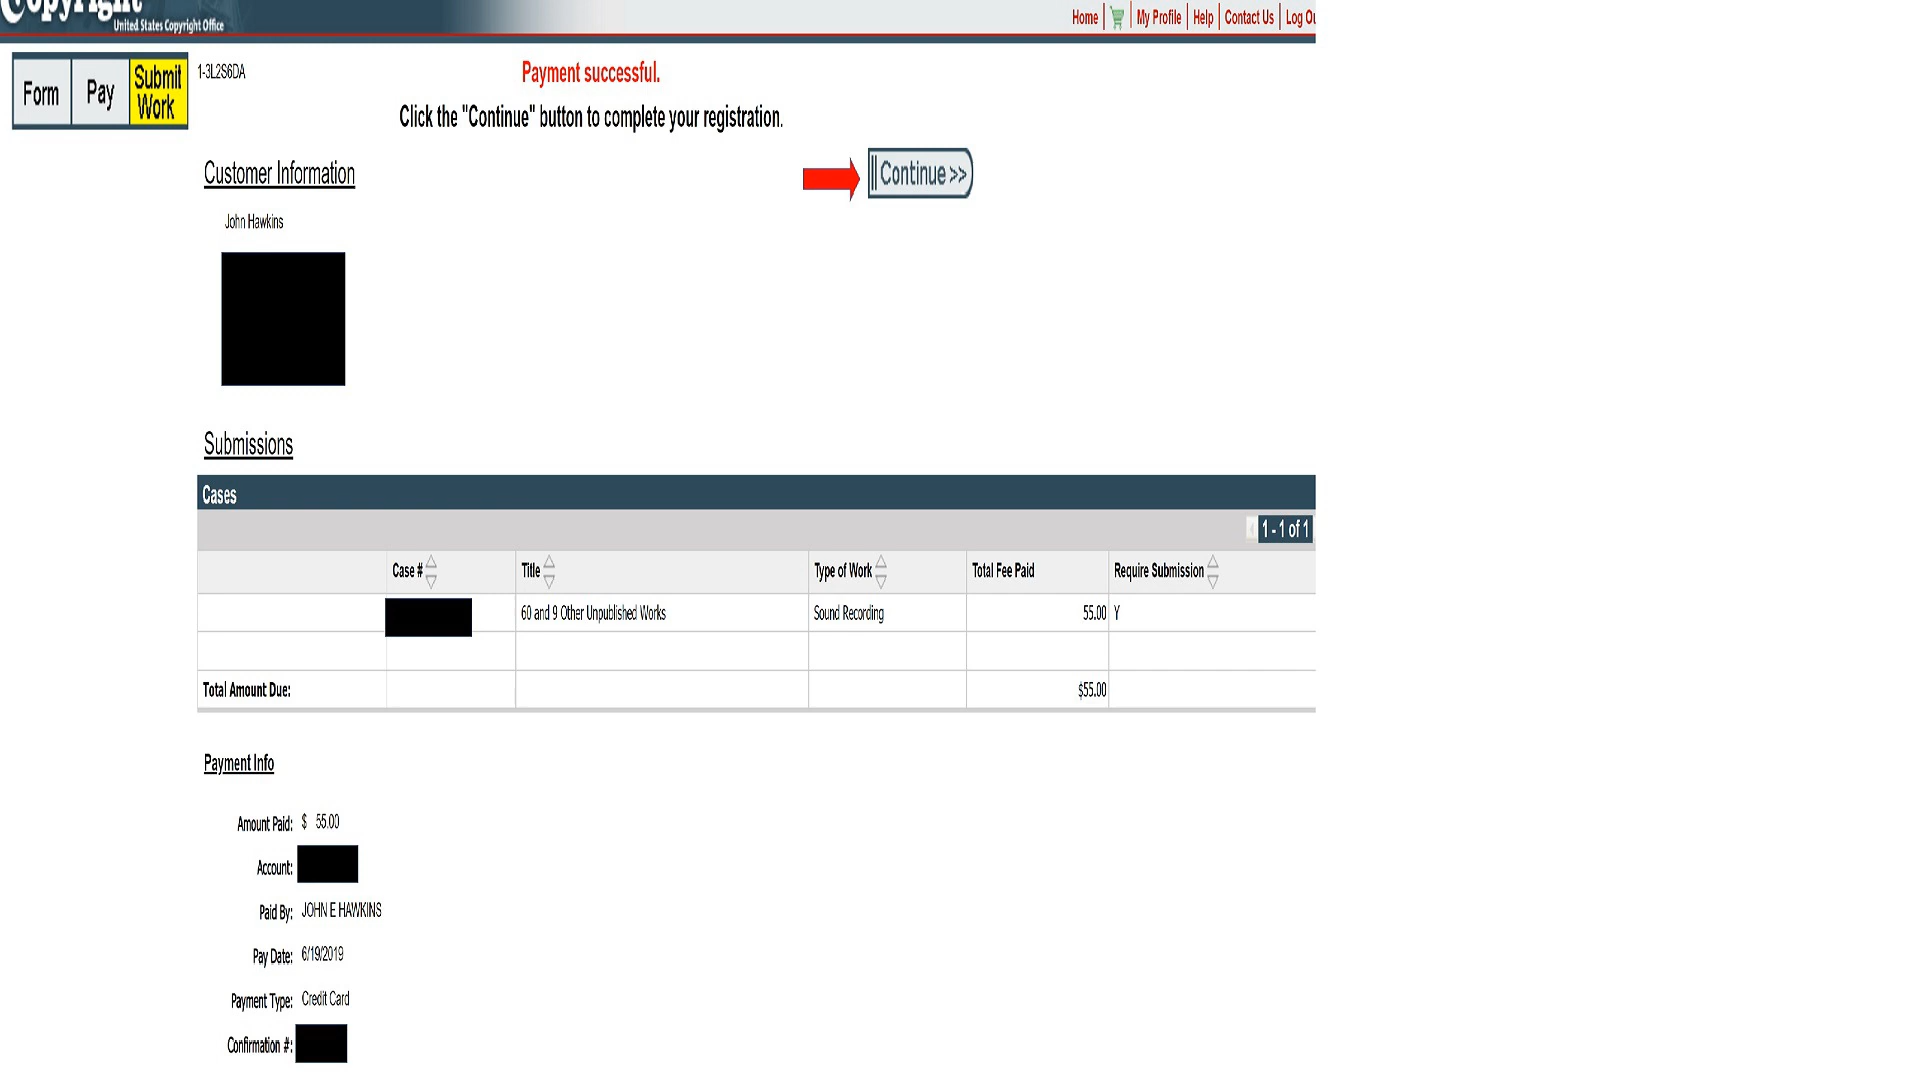 Copyright
United States Copyright Office
Home My Profile Help Contact Us Log Ou
Form Pay Submit Work
1-3L2S6DA
Payment successful.
Click the "Continue" button to complete your registration.
Continue >>
Customer Information
John Hawkins
Submissions
Cases
1 - 1 of 1
Case # Title Type of Work Total Fee Paid Require Submission
60 and 9 Other Unpublished Works Sound Recording 55.00 Y
Total Amount Due: $55.00
Payment Info
Amount Paid: $ 55.00
Account:
Paid By: JOHN E HAWKINS
Pay Date: 6/19/2019
Payment Type: Credit Card
Confirmation #: